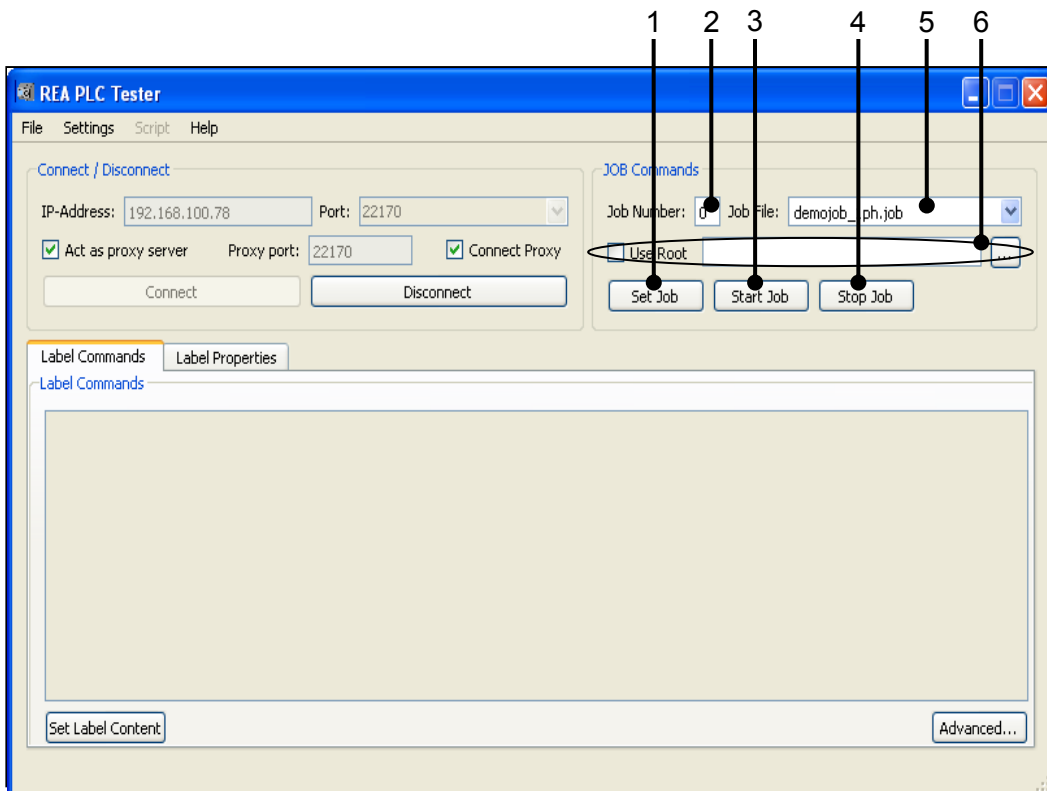 1 2 3 4 5 6
REA PLC Tester
File Settings Script Help
Connect / Disconnect
IP-Address: 192.168.100.78 Port: 22170
Act as proxy server Proxy port: 22170 Connect Proxy
Connect Disconnect
JOB Commands
Job Number: 0 Job File: demojob_.ph.job
Use Root ...
Set Job Start Job Stop Job
Label Commands Label Properties
Label Commands
Set Label Content Advanced...